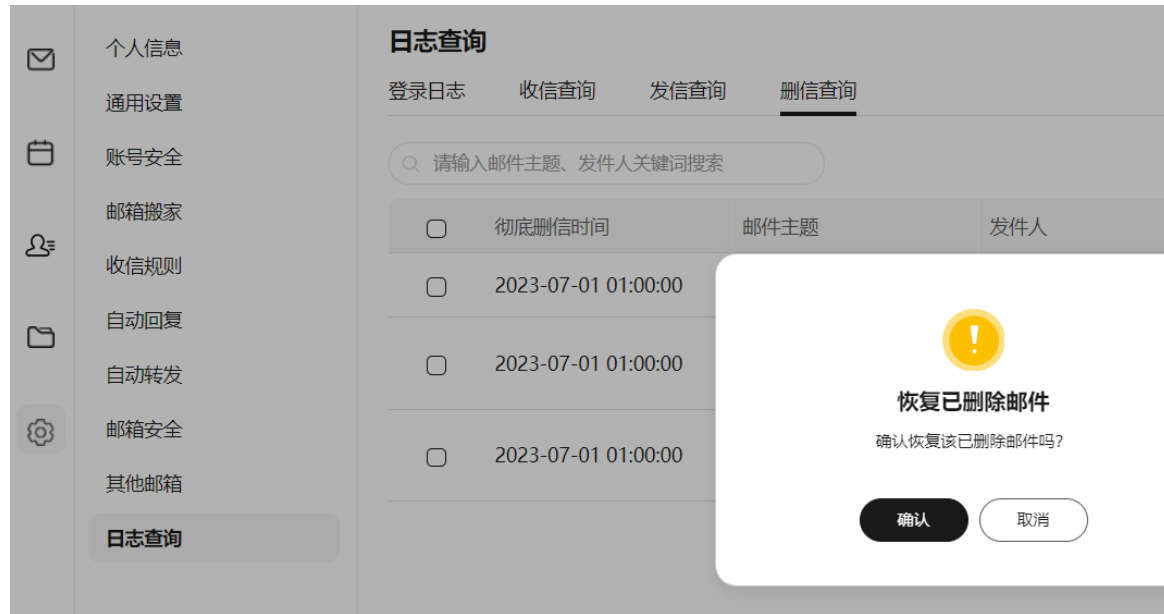 个人信息
通用设置
账号安全
邮箱搬家
收信规则
自动回复
自动转发
邮箱安全
其他邮箱
日志查询
日志查询
登录日志 收信查询 发信查询 删信查询
请输入邮件主题、发件人关键词搜索
彻底删信时间 邮件主题 发件人
2023-07-01 01:00:00
2023-07-01 01:00:00
2023-07-01 01:00:00
恢复已删除邮件
确认恢复该已删除邮件吗?
确认 取消